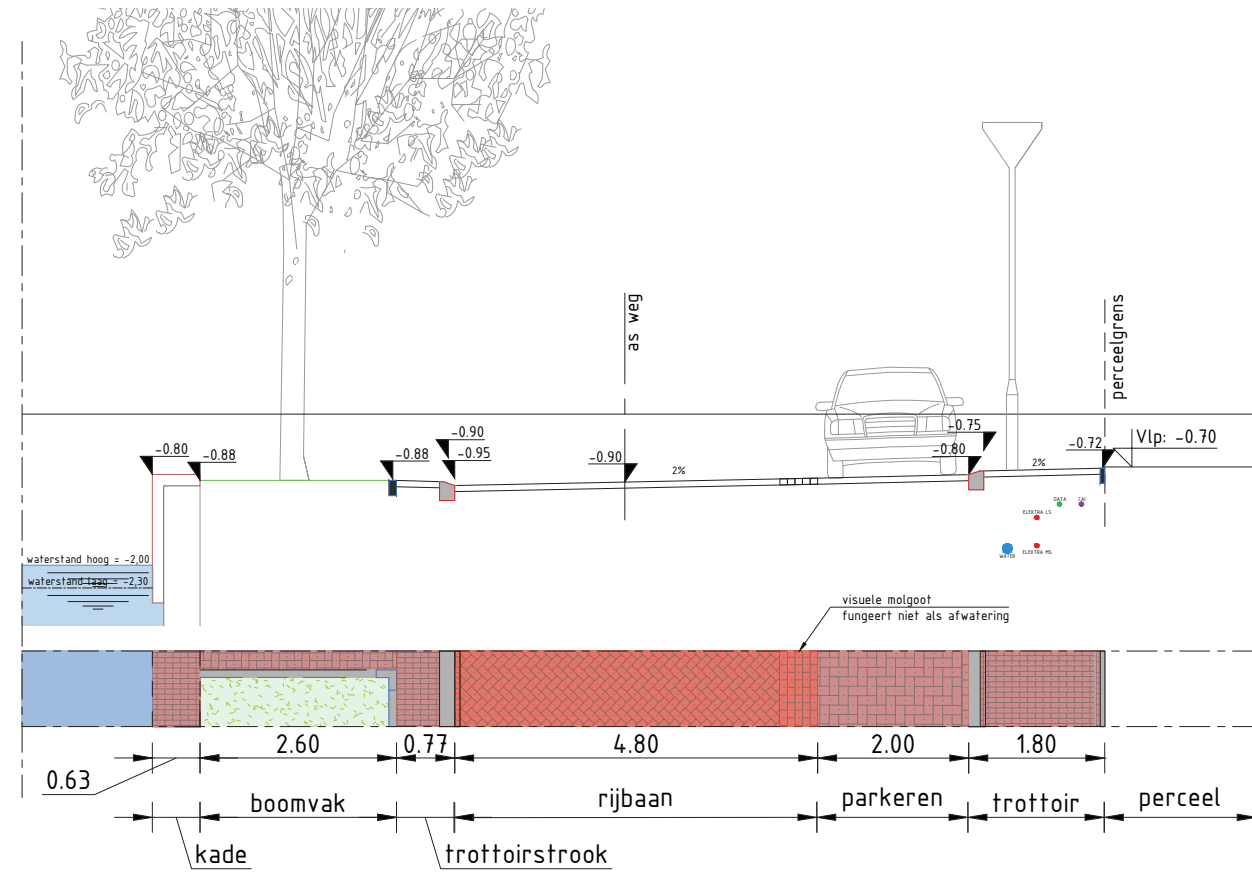 as weg
perceelgrens
-0.90
-0.75
-0.80
-0.88
-0.88
-0.95
-0.90
2%
-0.80
-0.72
Vlp: -0.70
2%
DATA
CAI
ELEKTRA LS
WATER
ELEKTRA MS
waterstand hoog = -2,00
waterstand laag = -2,30
visuele molgoot
fungeert niet als afwatering
2.60
0.77
4.80
2.00
1.80
0.63
boomvak
rijbaan
parkeren
trottoir
perceel
kade
trottoirstrook